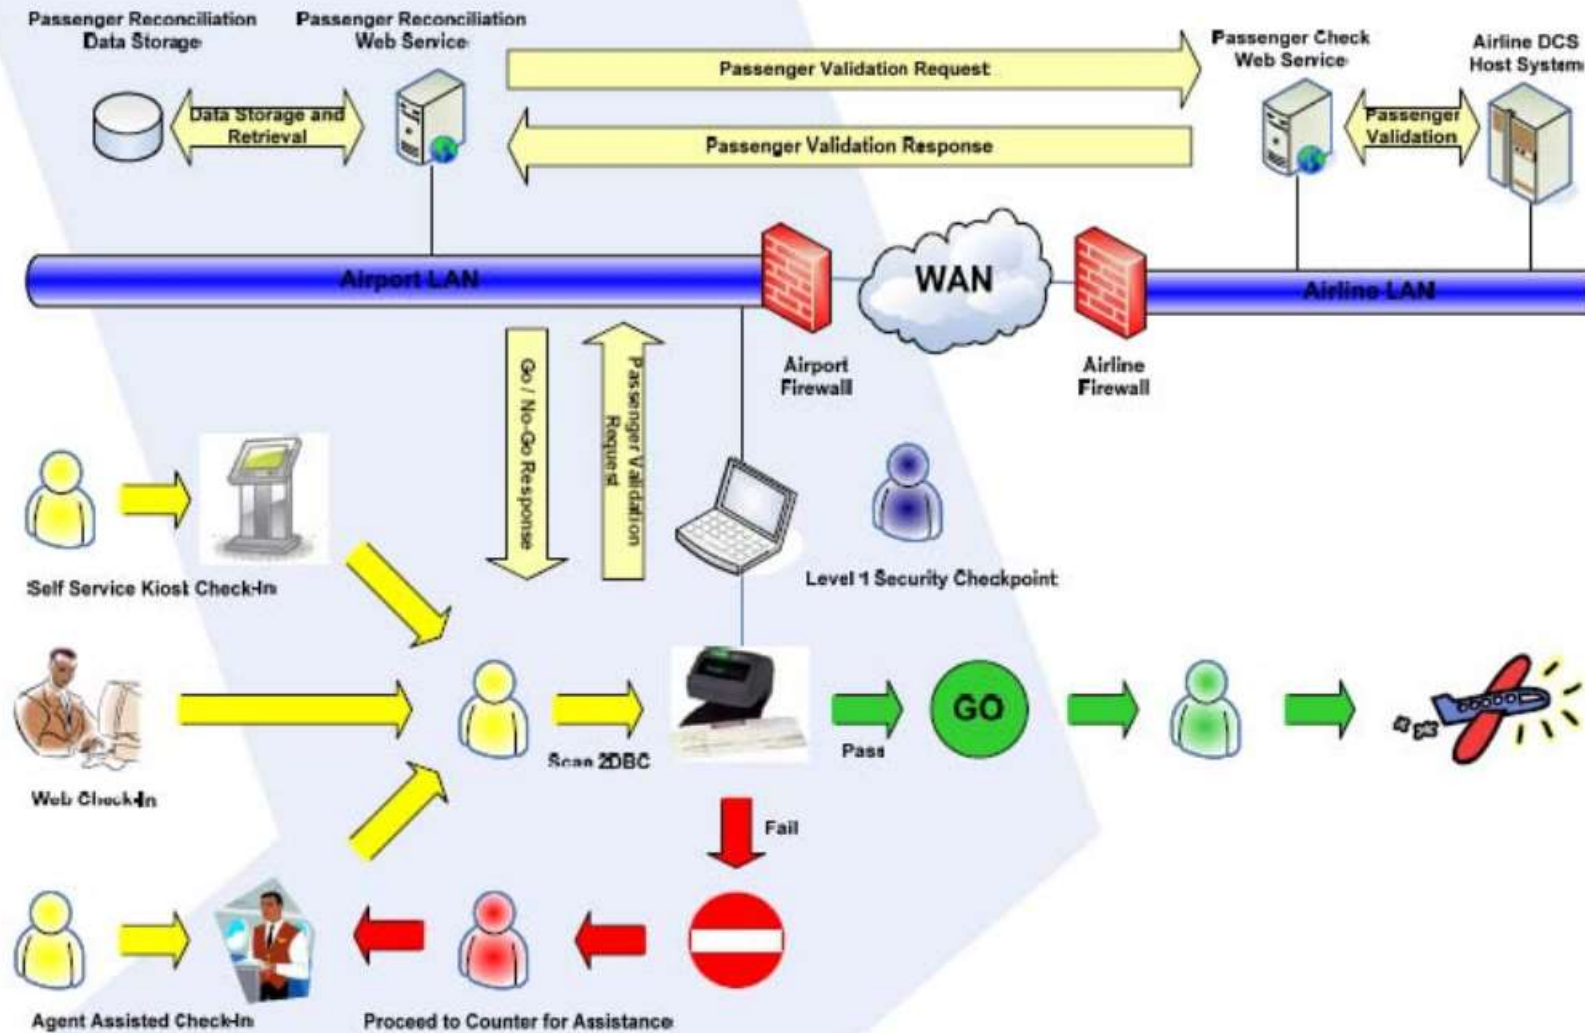 Passenger Reconciliation
Data Storage
Passenger Reconciliation
Web Service
Passenger Check
Web Service
Airline DCS
Host System
Passenger Validation Request
Data Storage and
Retrieval
Passenger Validation Response
Passenger
Validation
Airport LAN
WAN
Airline LAN
Airport
Firewall
Airline
Firewall
Go / No-Go Response
Passenger Validation
Request
Self Service Kiost Check-In
Level 1 Security Checkpoint
GO
Scan 2DBC
Pass
Web Check-In
Fail
Agent Assisted Check-In
Proceed to Counter for Assistance